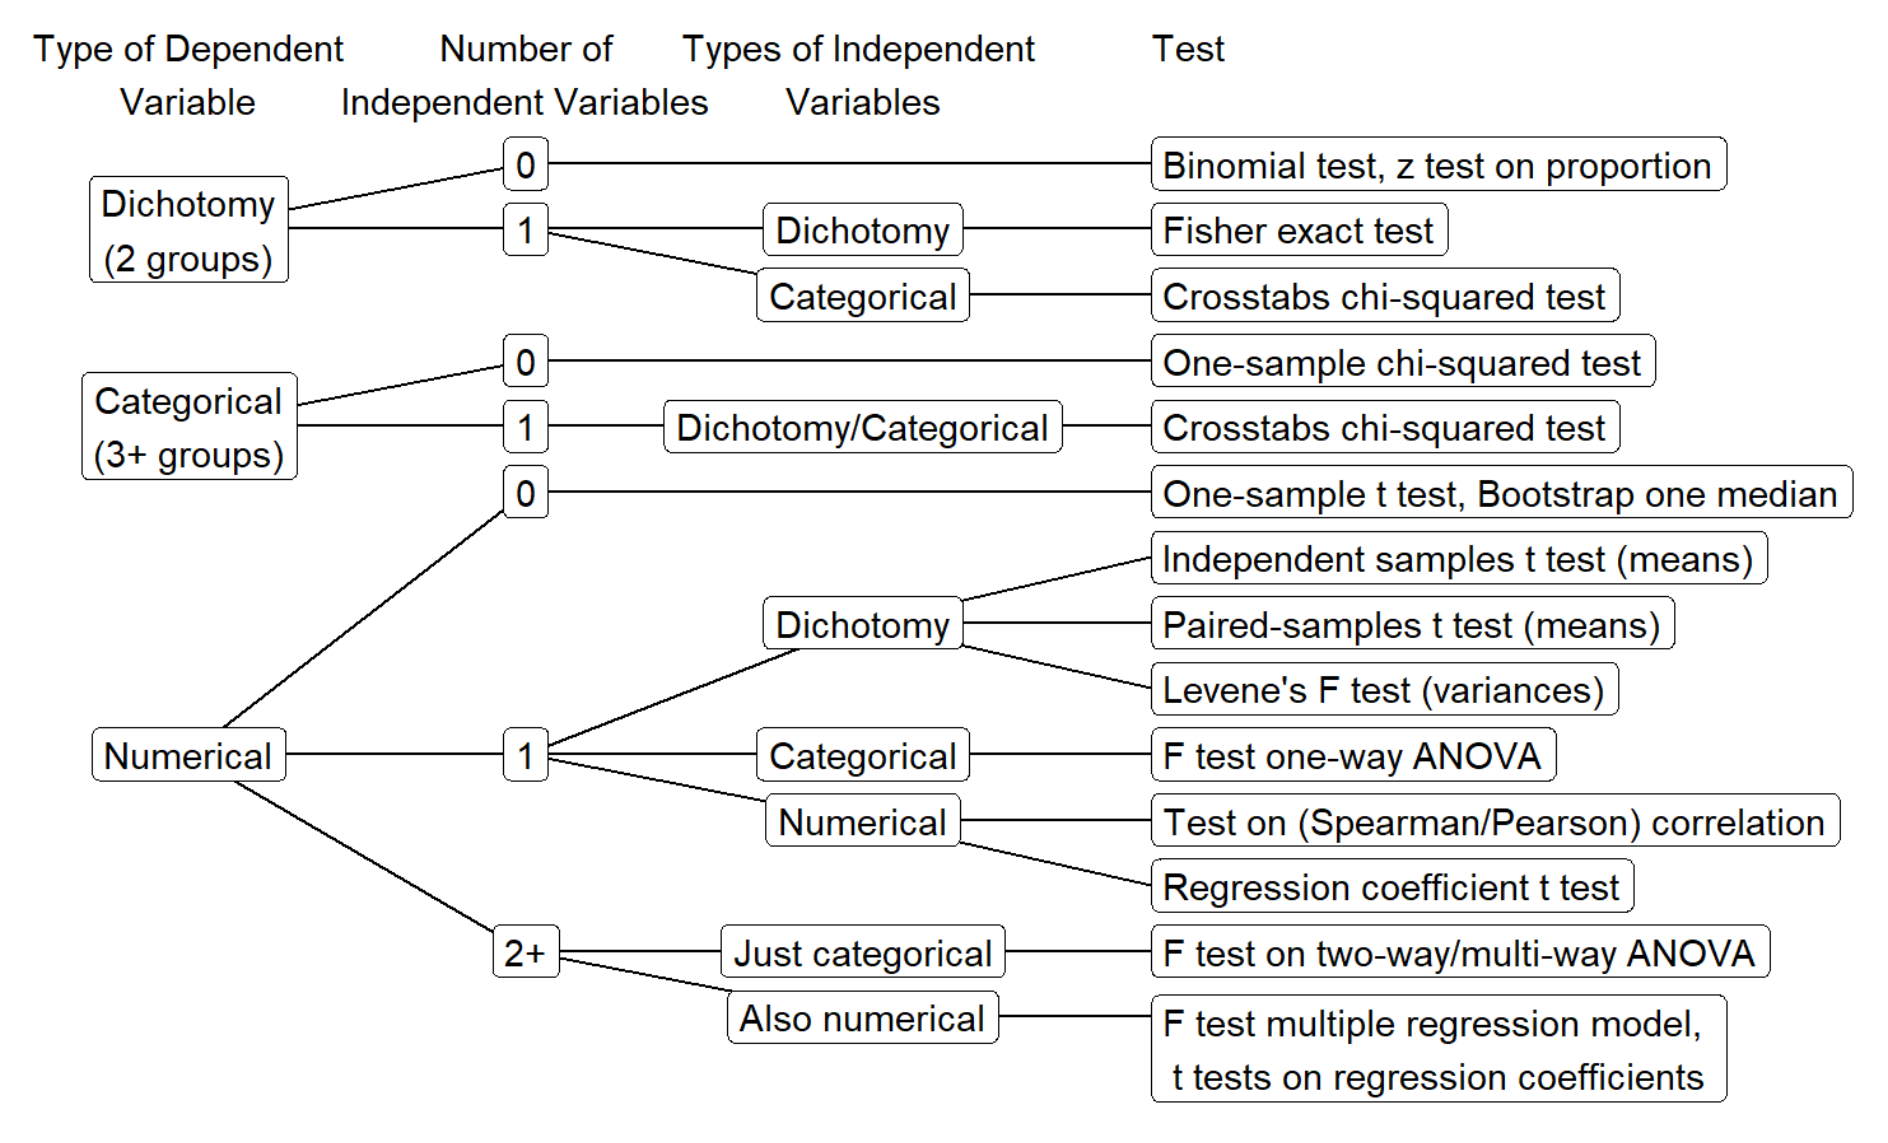 Type of Dependent
Variable
Number of
Independent Variables
Types of Independent
Variables
Test
Dichotomy
(2 groups)
0
Binomial test, z test on proportion
1
Dichotomy
Fisher exact test
Categorical
Crosstabs chi-squared test
Categorical
(3+ groups)
0
One-sample chi-squared test
1
Dichotomy/Categorical
Crosstabs chi-squared test
Numerical
0
One-sample t test, Bootstrap one median
1
Dichotomy
Independent samples t test (means)
Paired-samples t test (means)
Levene's F test (variances)
Categorical
F test one-way ANOVA
Numerical
Test on (Spearman/Pearson) correlation
Regression coefficient t test
2+
Just categorical
F test on two-way/multi-way ANOVA
Also numerical
F test multiple regression model,
t tests on regression coefficients